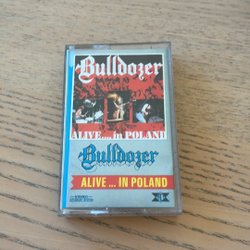 Bulldozer
ALIVE.... in POLAND
Bulldozer
ALIVE ... IN POLAND